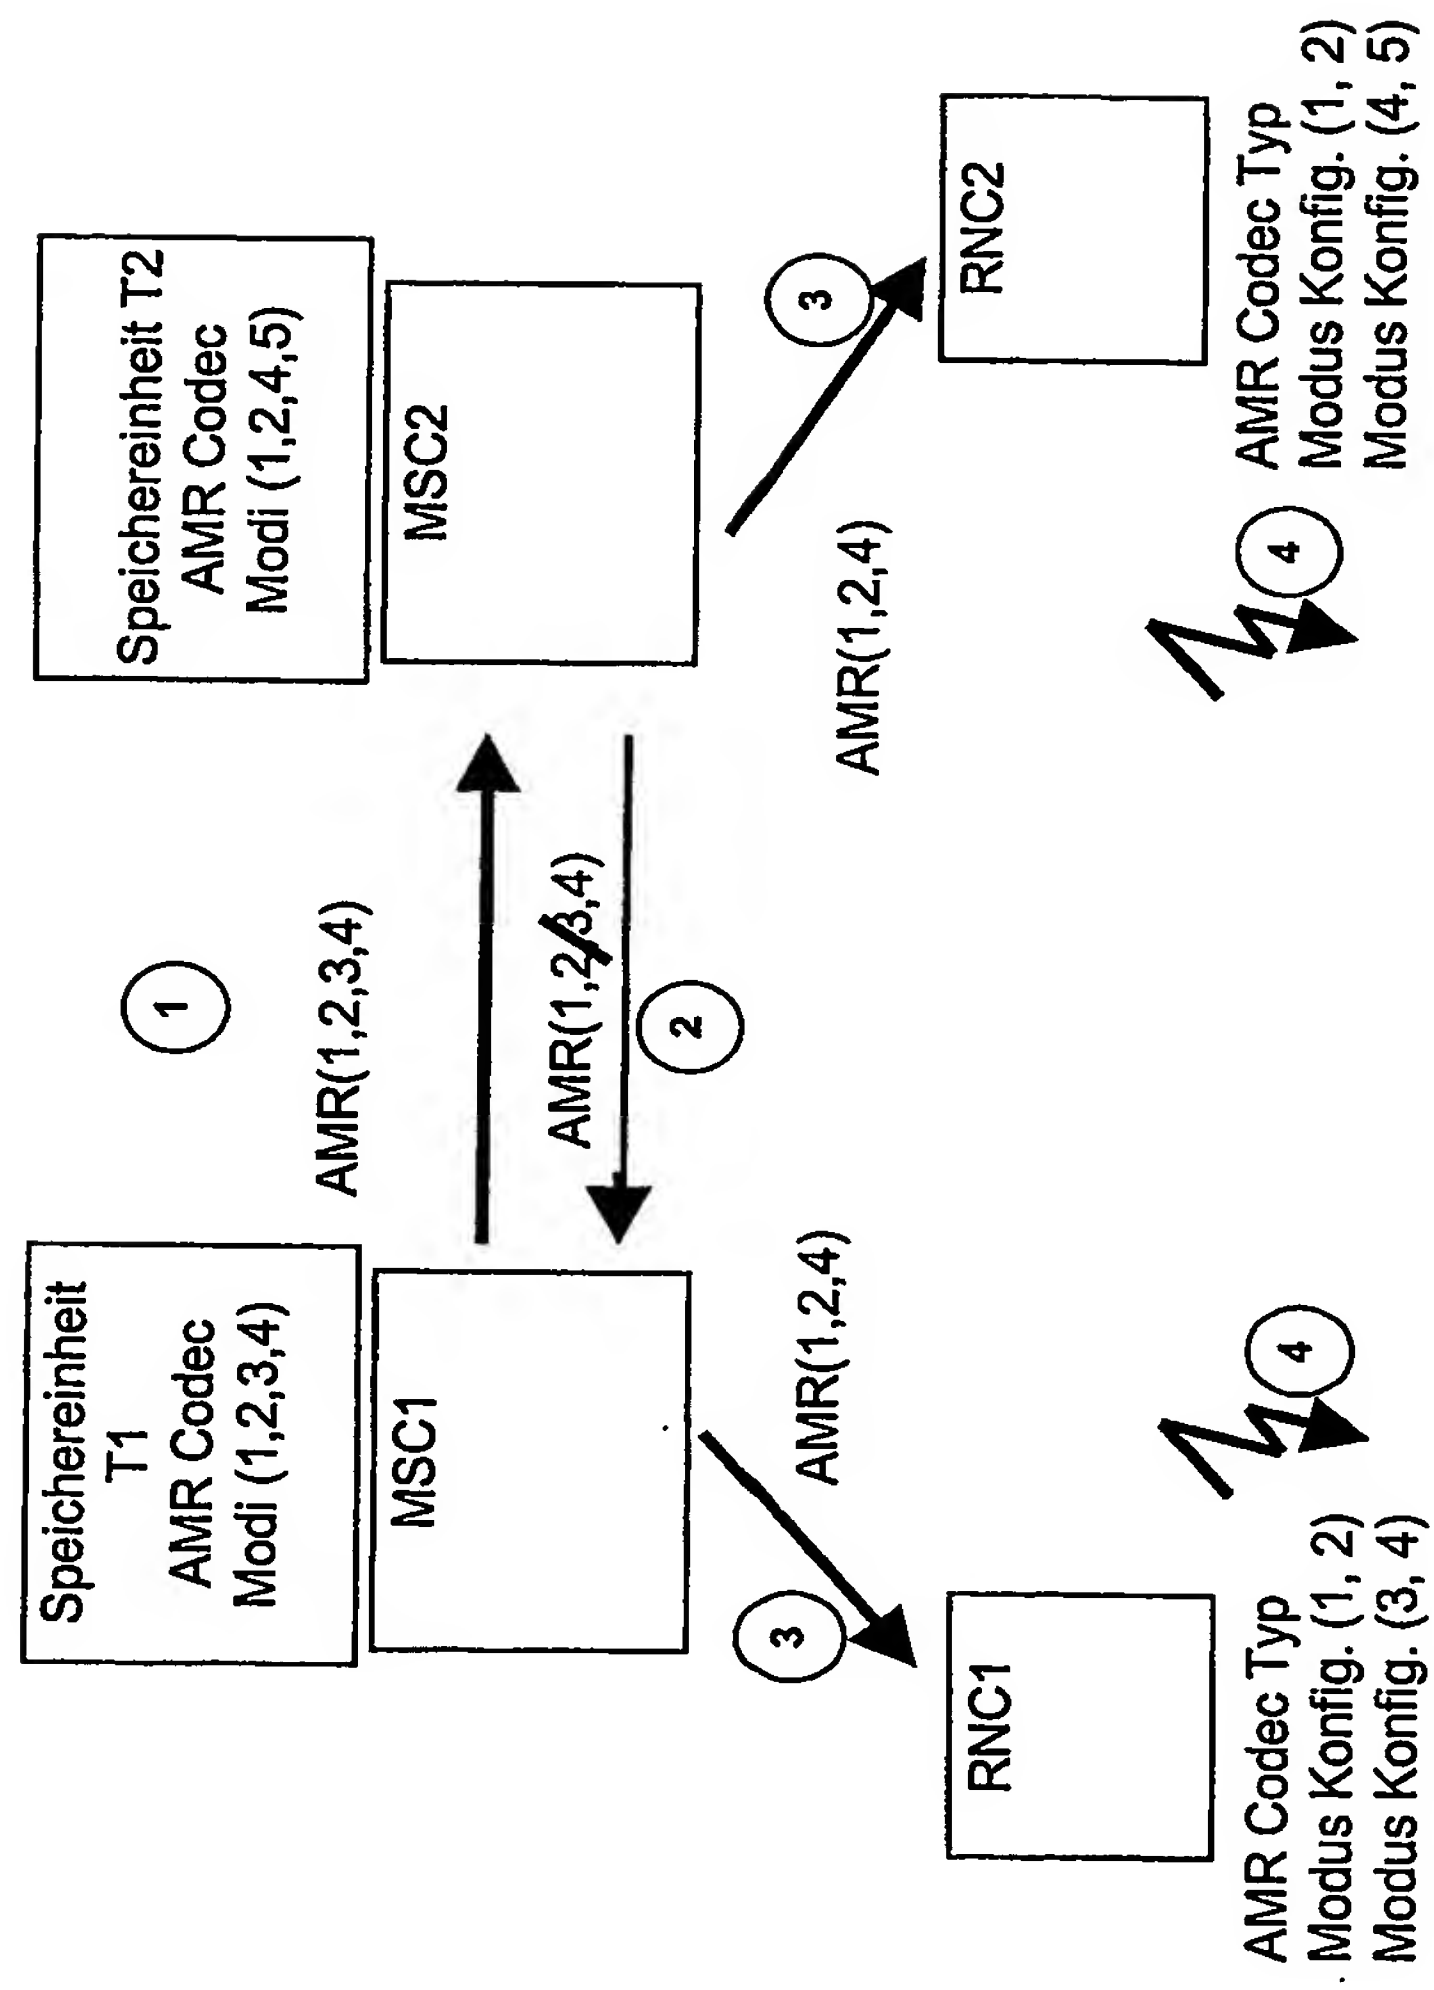 Speichereinheit
T1
AMR Codec
Modi (1,2,3,4)
MSC1
1
AMR(1,2,3,4)
AMR(1,2,3,4)
2
Speichereinheit T2
AMR Codec
Modi (1,2,4,5)
MSC2
3
AMR(1,2,4)
3
AMR(1,2,4)
RNC1
AMR Codec Typ
Modus Konfig. (1, 2)
Modus Konfig. (3, 4)
4
RNC2
AMR Codec Typ
Modus Konfig. (1, 2)
Modus Konfig. (4, 5)
4